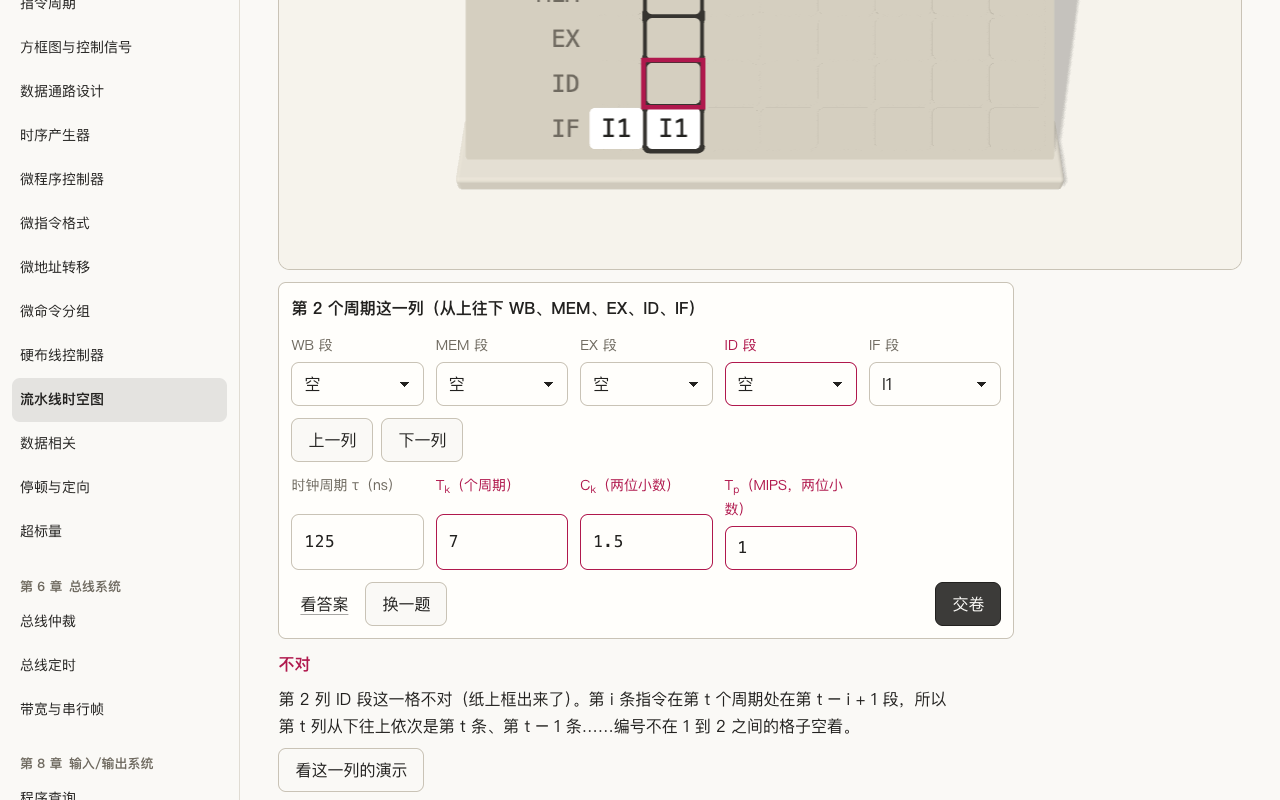 指令周期
方框图与控制信号
数据通路设计
时序产生器
微程序控制器
微指令格式
微地址转移
微命令分组
硬布线控制器
流水线时空图
数据相关
停顿与定向
超标量
第 6 章 总线系统
总线仲裁
总线定时
带宽与串行帧
第 8 章 输入/输出系统
程序查询
MEM
EX
ID
IF I1 I1
第 2 个周期这一列（从上往下 WB、MEM、EX、ID、IF）
WB 段 MEM 段 EX 段 ID 段 IF 段
空 空 空 空 I1
上一列 下一列
时钟周期 τ（ns） Tk（个周期） Ck（两位小数） Tp（MIPS，两位小数）
125 7 1.5 1
看答案 换一题 交卷
不对
第 2 列 ID 段这一格不对（纸上框出来了）。第 i 条指令在第 t 个周期处在第 t − i + 1 段，所以
第 t 列从下往上依次是第 t 条、第 t − 1 条……编号不在 1 到 2 之间的格子空着。
看这一列的演示